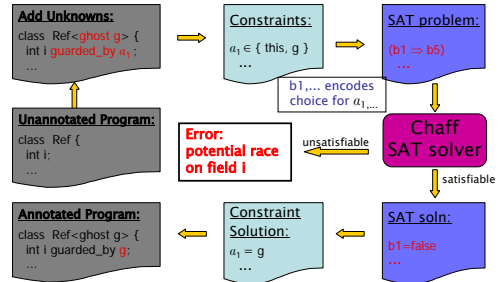 Add Unknowns:
class Ref<ghost g> {
int i guarded_by α1;
...
Constraints:
α1 ∈ { this, g }
...
SAT problem:
(b1 ⇒ b5)
...
b1,... encodes
choice for α1,...
Unannotated Program:
class Ref {
int i;
...
Error:
potential race
on field i
unsatisfiable
Chaff
SAT solver
satisfiable
Annotated Program:
class Ref<ghost g> {
int i guarded_by g;
...
Constraint
Solution:
α1 = g
...
SAT soln:
b1=false
...